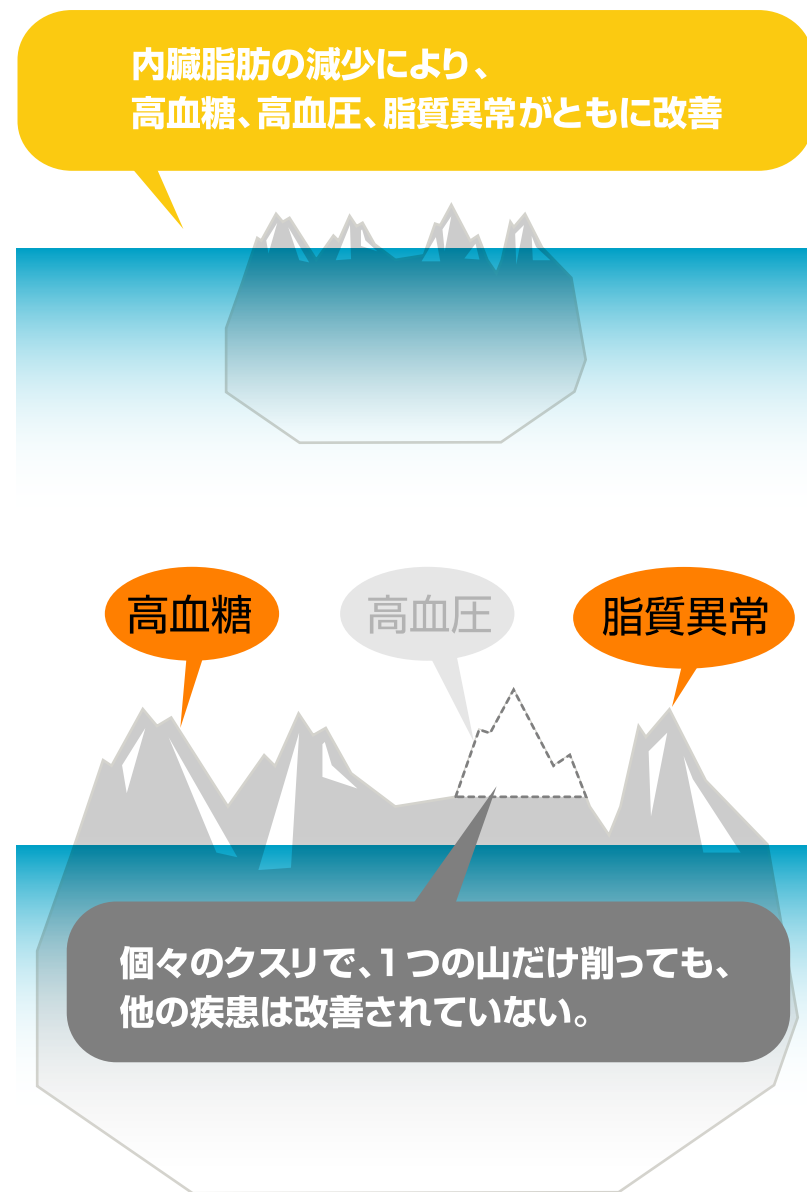 内臓脂肪の減少により、
高血糖、高血圧、脂質異常がともに改善
高血糖
高血圧
脂質異常
個々のクスリで、１つの山だけ削っても、
他の疾患は改善されていない。